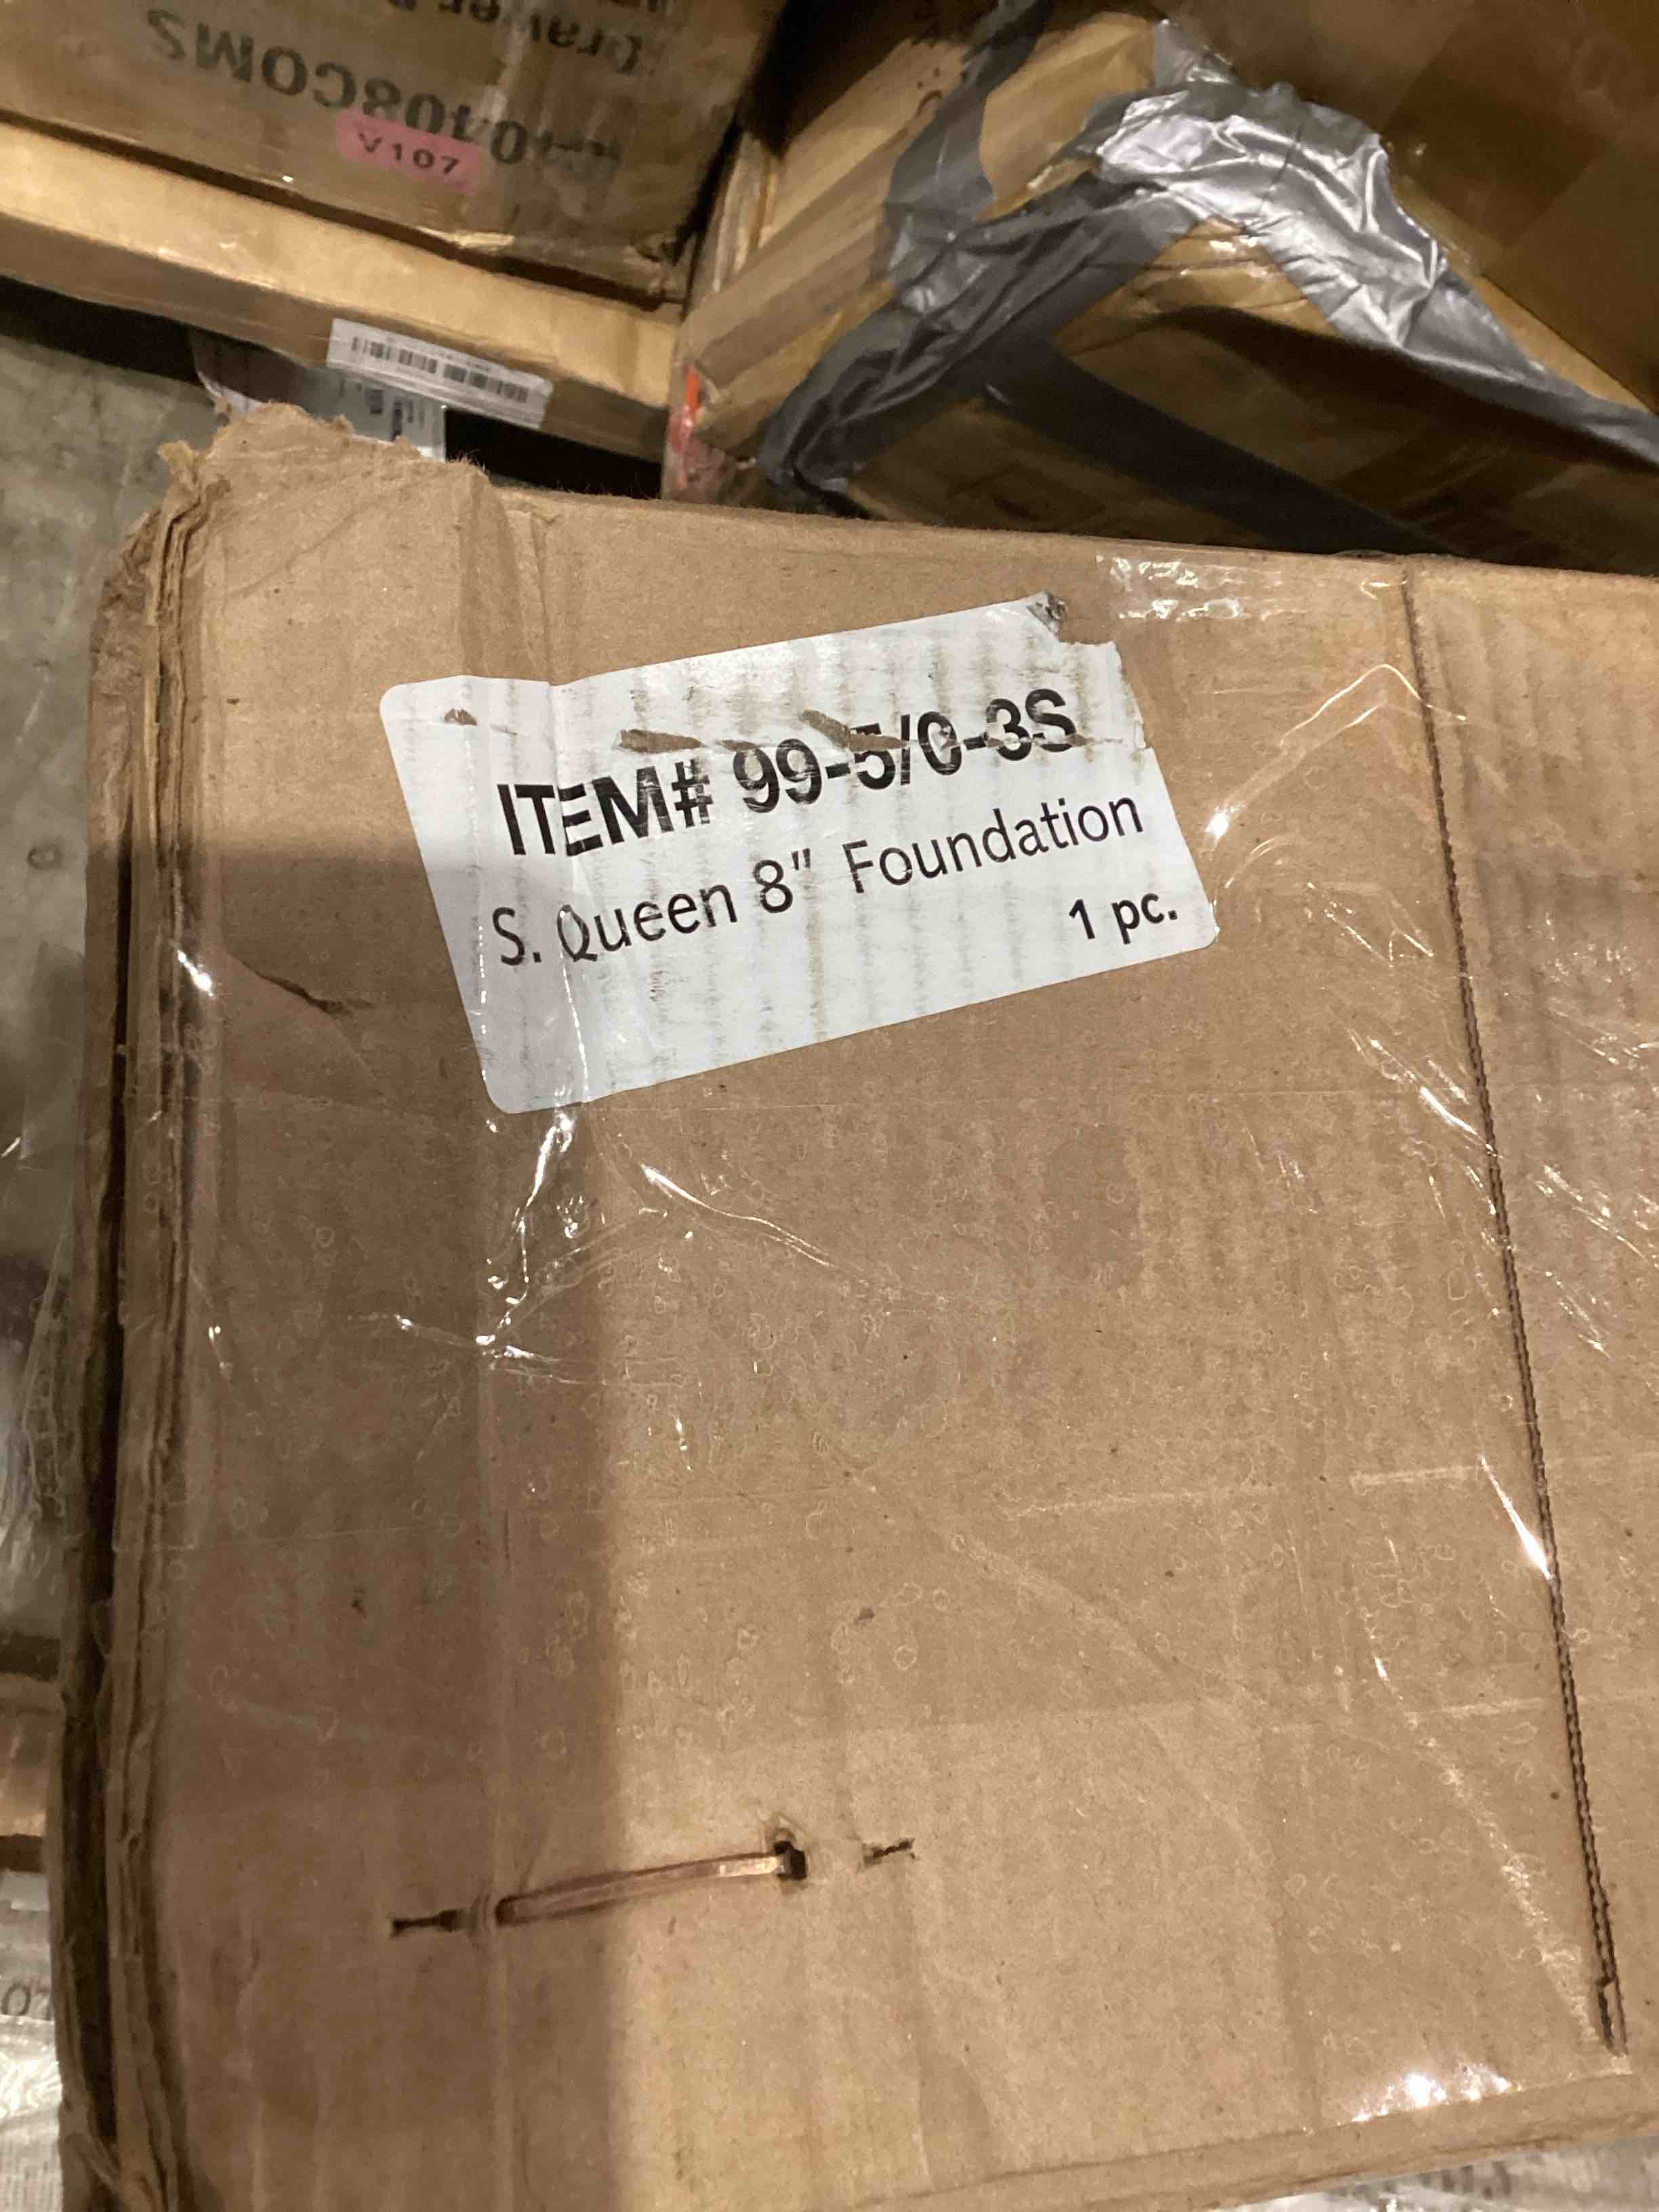 V107
ITEM# 99-5/0-3S
S. Queen 8" Foundation
1 pc.